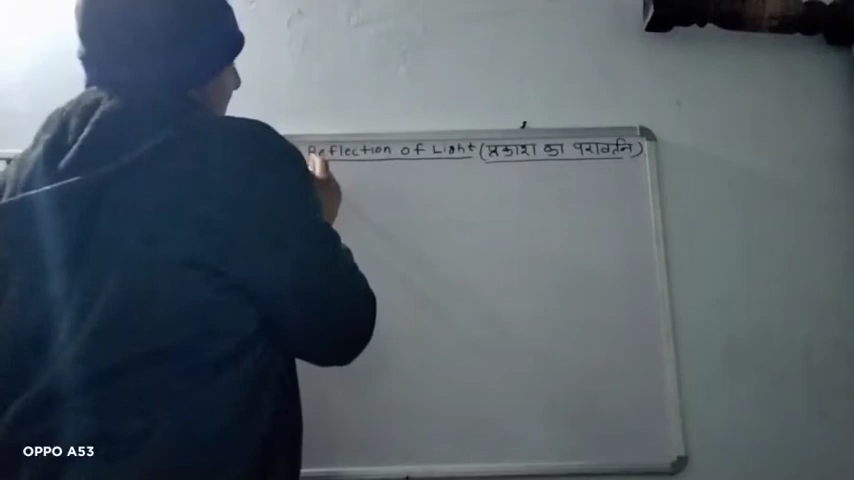 Reflection of Light (प्रकाश का परावर्तन)
OPPO A53